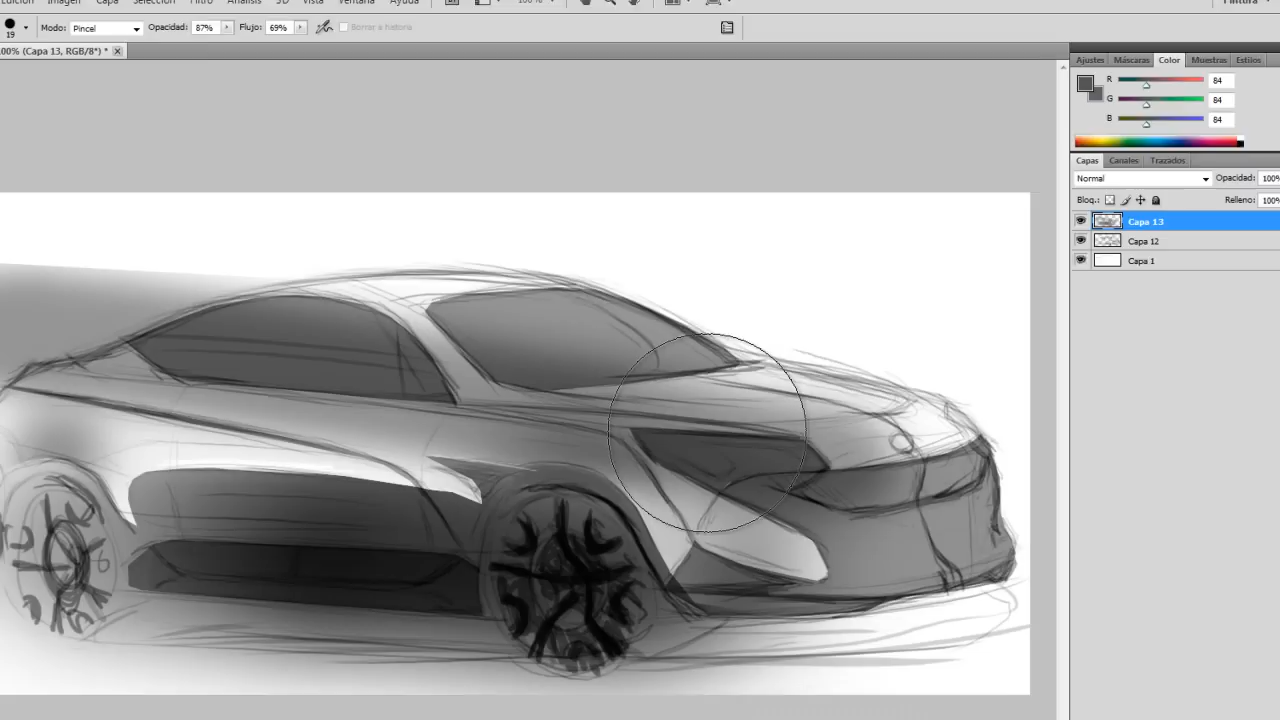 Edición Imagen Capa Selección Filtro Análisis 3D Vista Ventana Ayuda 100% Pintura
19 Modo: Pincel Opacidad: 87% Flujo: 69% Borrar a historia
00% (Capa 13, RGB/8*) *
Ajustes Máscaras Color Muestras Estilos
R 84
G 84
B 84
Capas Canales Trazados
Normal Opacidad: 100%
Bloq.: Relleno: 100%
Capa 13
Capa 12
Capa 1